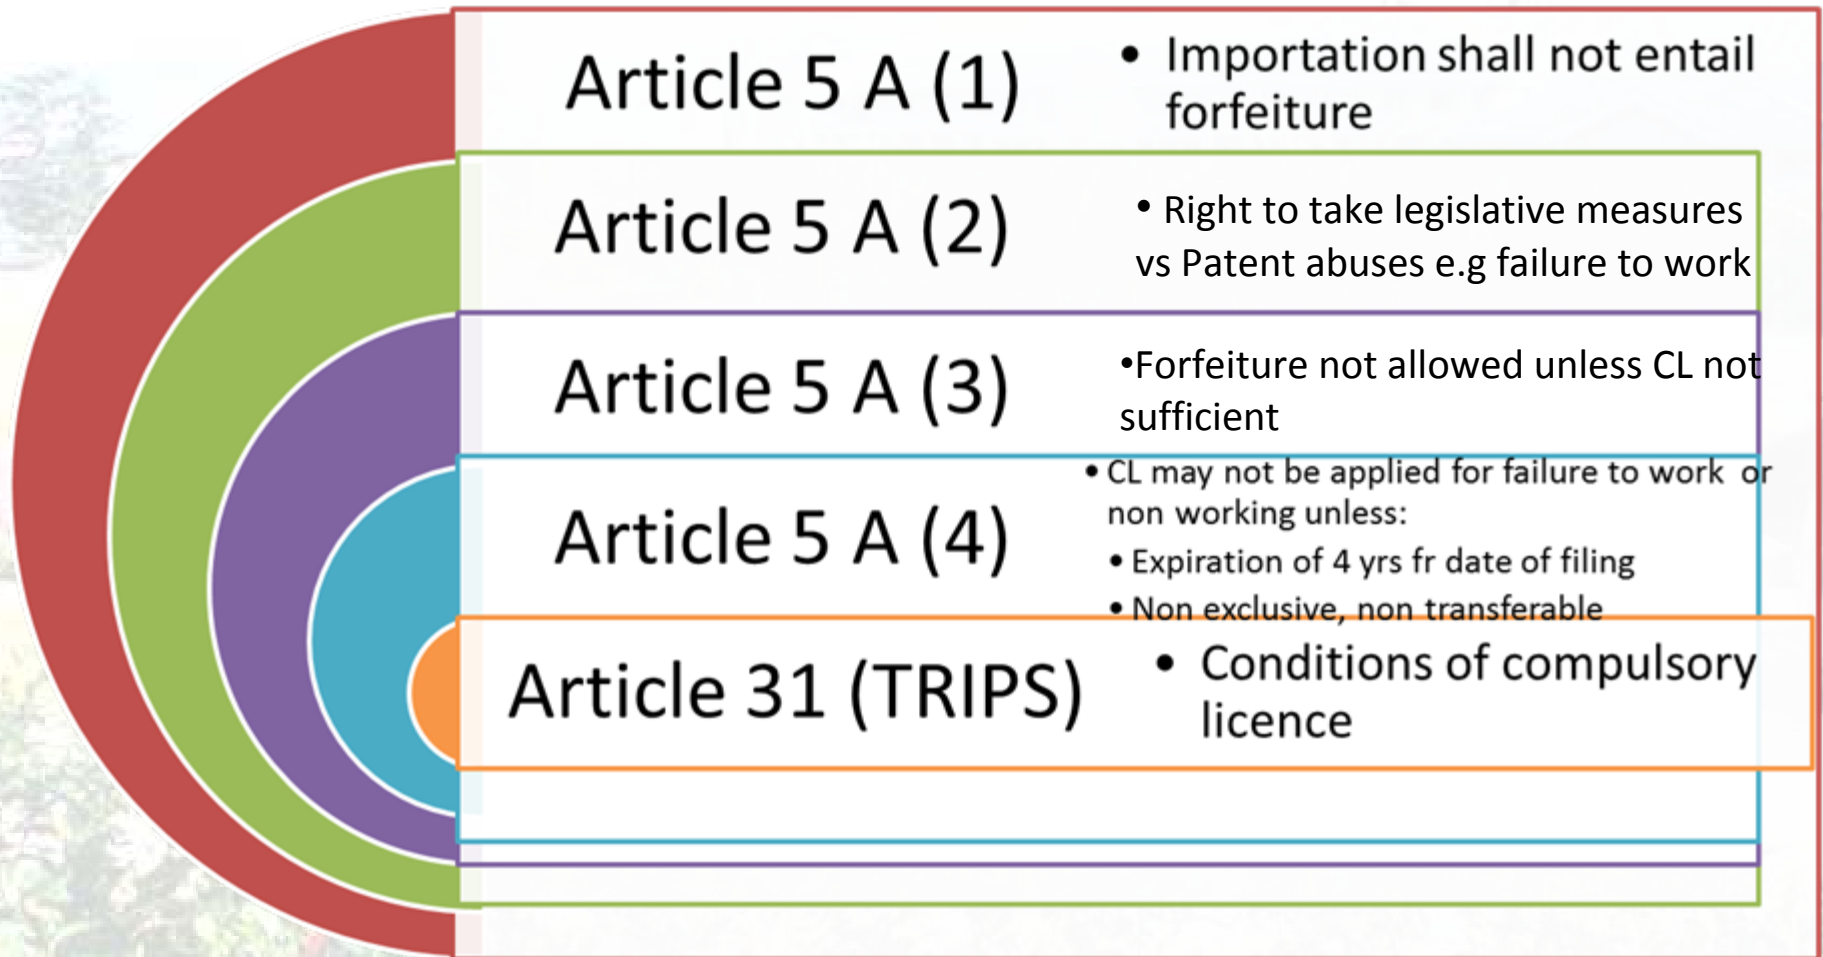 Article 5 A (1)
• Importation shall not entail
forfeiture
Article 5 A (2)
• Right to take legislative measures
vs Patent abuses e.g failure to work
Article 5 A (3)
•Forfeiture not allowed unless CL not
sufficient
Article 5 A (4)
• CL may not be applied for failure to work or
non working unless:
• Expiration of 4 yrs fr date of filing
• Non exclusive, non transferable
Article 31 (TRIPS)
• Conditions of compulsory
licence